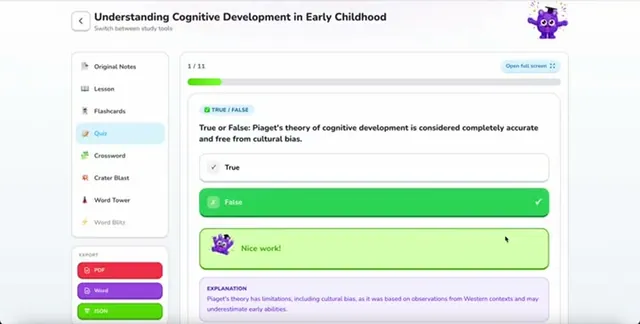 Understanding Cognitive Development in Early Childhood
Switch between study tools
Original Notes
Lesson
Flashcards
Quiz
Crossword
Crater Blast
Word Tower
Word Blitz
EXPORT
PDF
Word
JSON
1 / 11
Open full screen
TRUE / FALSE
True or False: Piaget's theory of cognitive development is considered completely accurate
and free from cultural bias.
True
False
Nice work!
EXPLANATION
Piaget's theory has limitations, including cultural bias, as it was based on observations from Western contexts and may
underestimate early abilities.